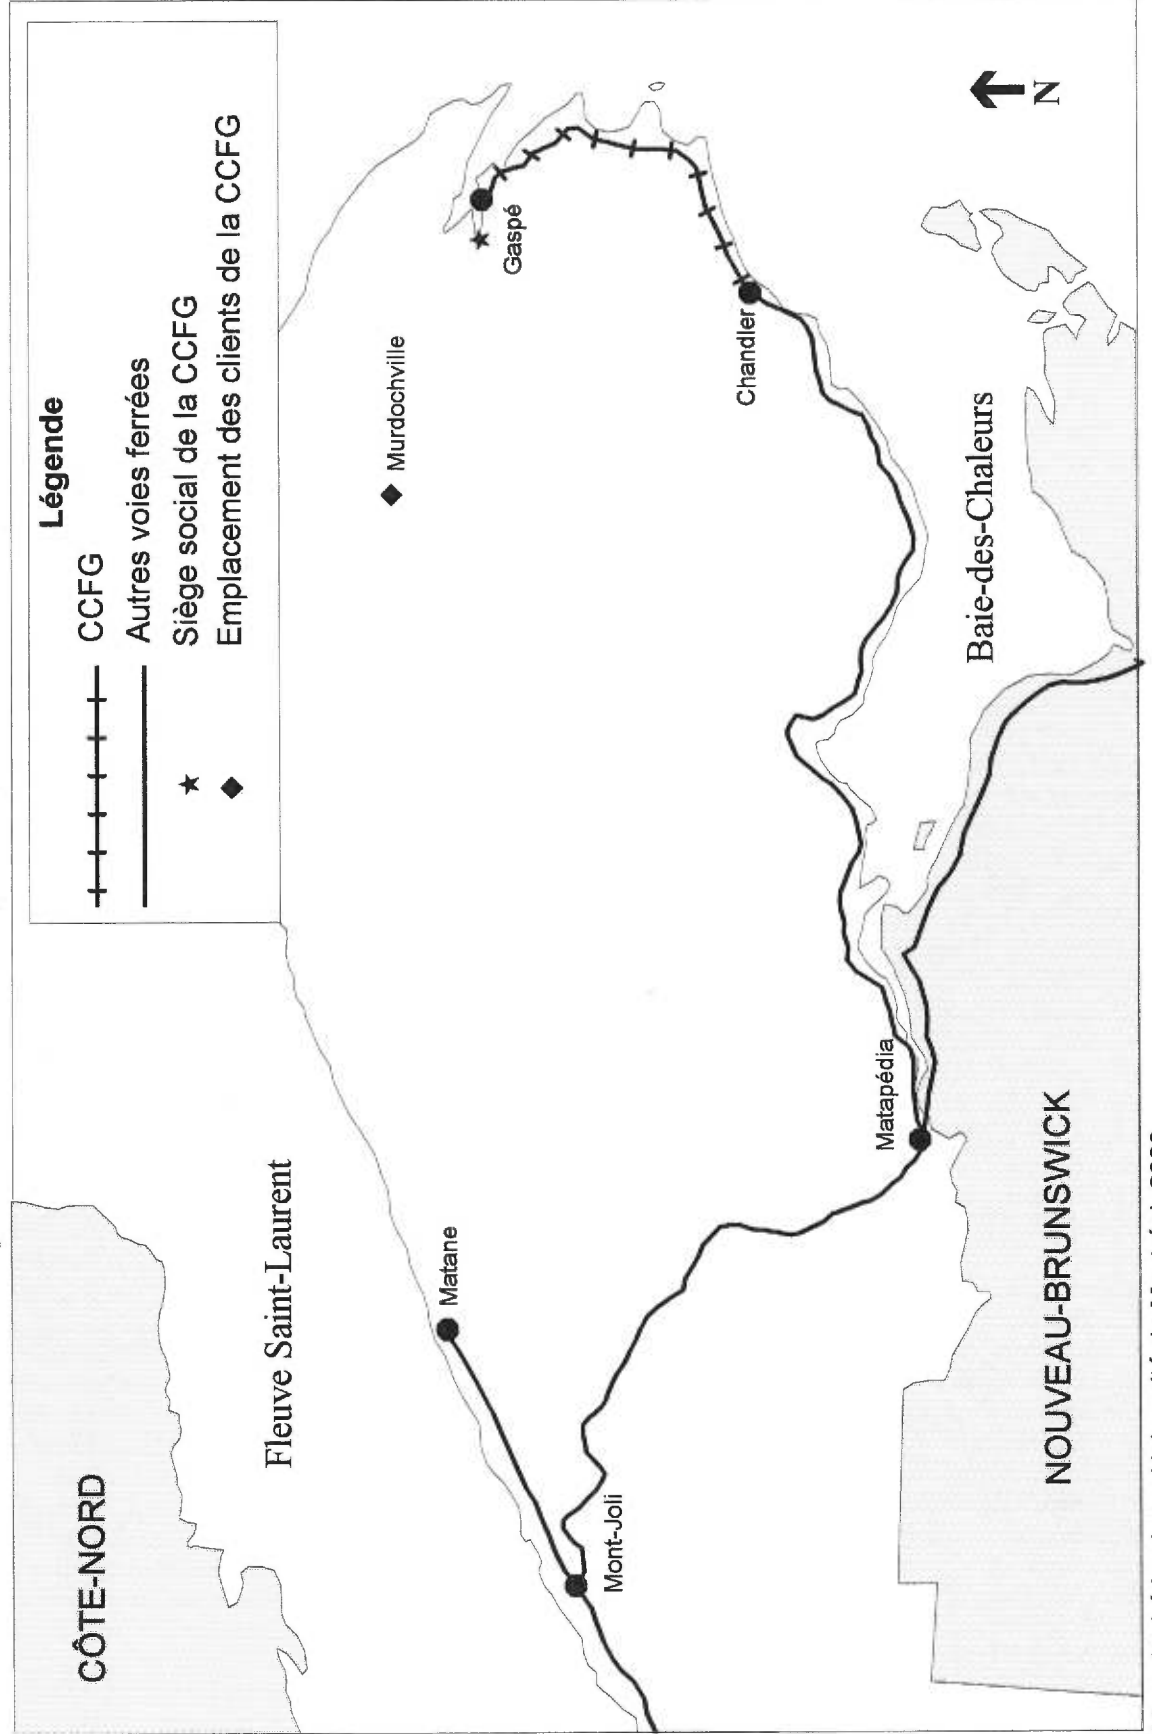 Légende
CCFG
Autres voies ferrées
Siège social de la CCFG
Emplacement des clients de la CCFG
CÔTE-NORD
Fleuve Saint-Laurent
Matane
Mont-Joli
Murdochville
Gaspé
Chandler
Matapédia
Baie-des-Chaleurs
NOUVEAU-BRUNSWICK
N